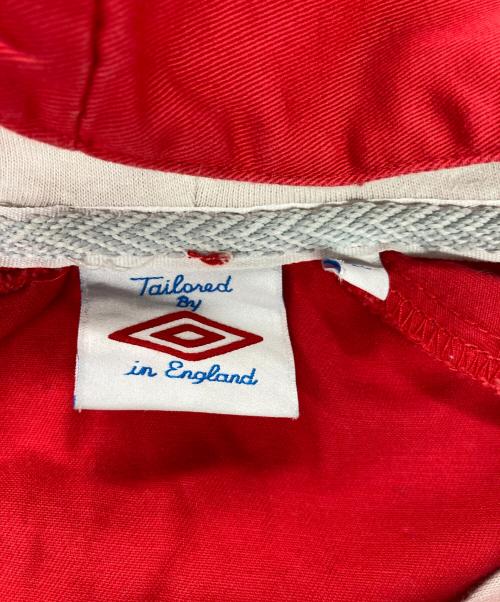 Tailored
By
in England